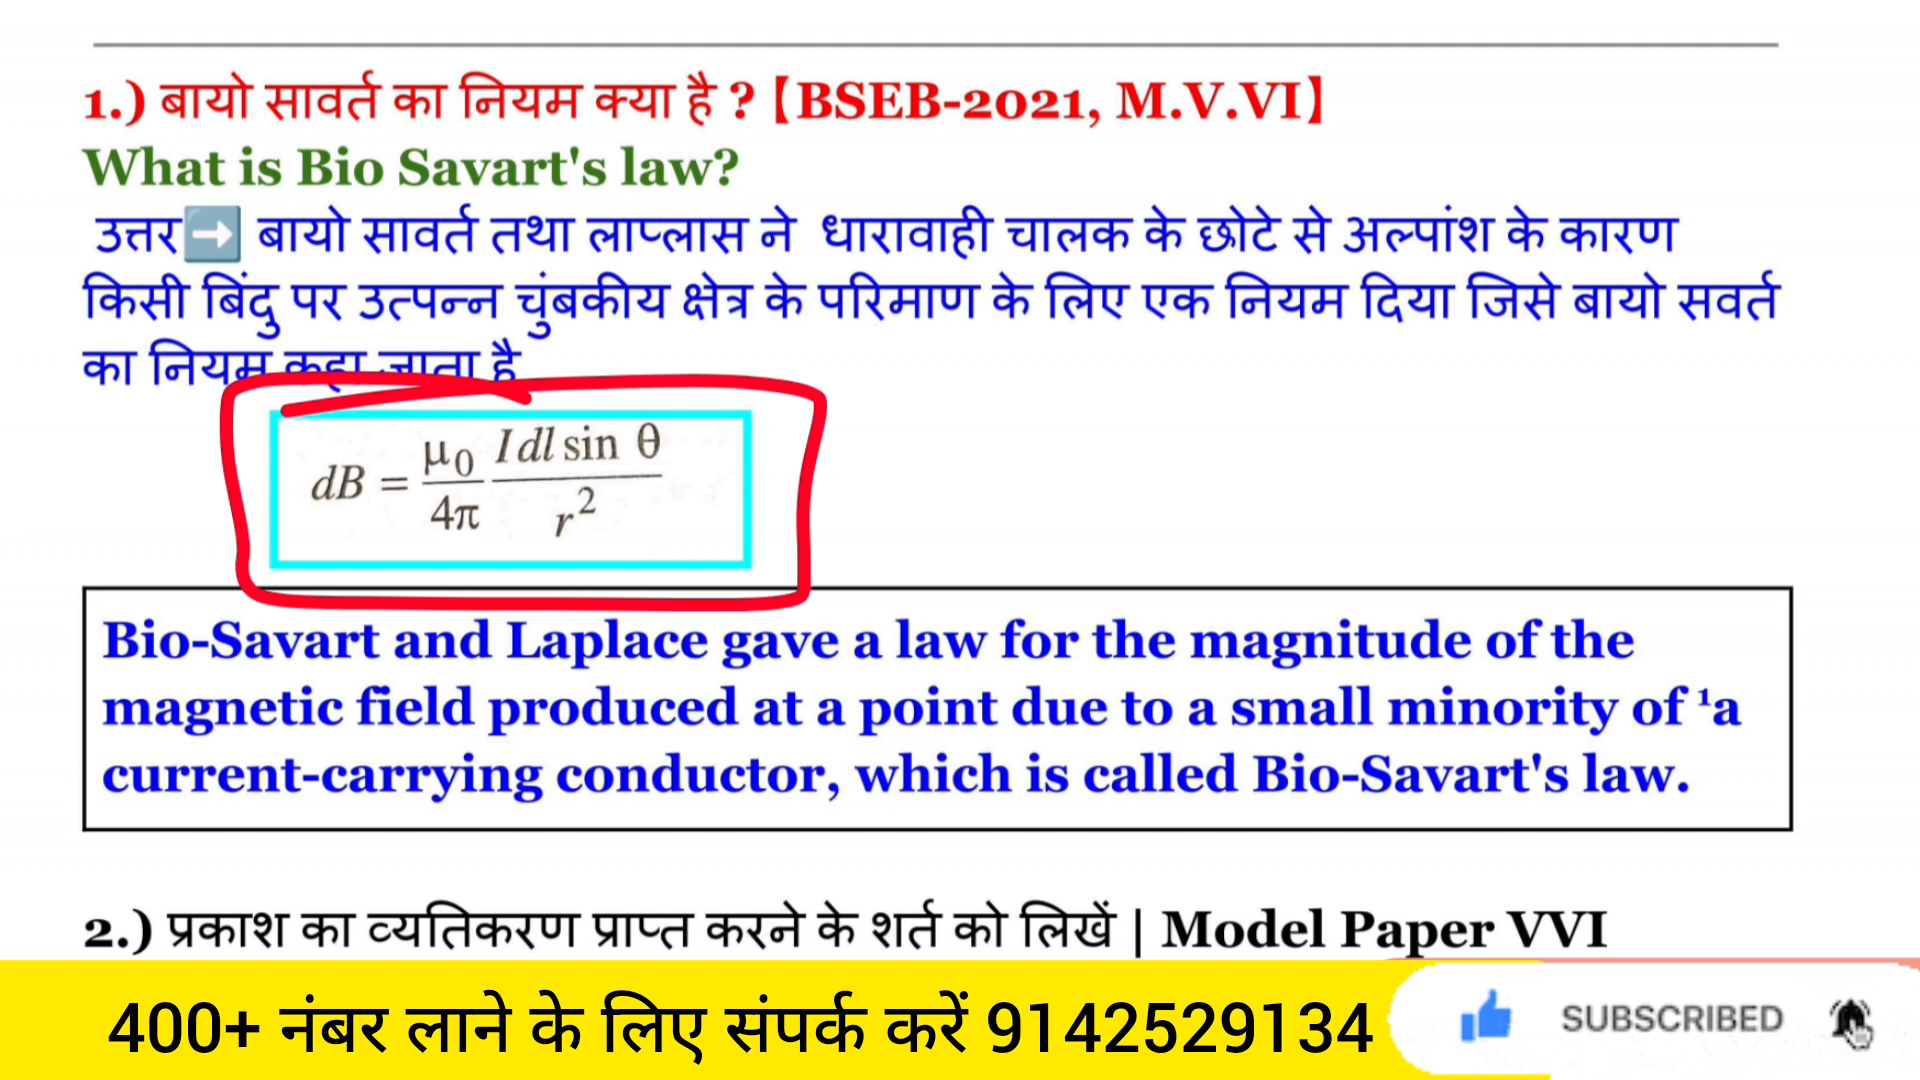 1.) बायो सावर्त का नियम क्या है ?【BSEB-2021, M.V.VI】
What is Bio Savart's law?
उत्तर➡ बायो सावर्त तथा लाप्लास ने धारावाही चालक के छोटे से अल्पांश के कारण
किसी बिंदु पर उत्पन्न चुंबकीय क्षेत्र के परिमाण के लिए एक नियम दिया जिसे बायो सवर्त
का नियम कहा जाता है
dB = μ0/4π I dl sin θ/r²
Bio-Savart and Laplace gave a law for the magnitude of the
magnetic field produced at a point due to a small minority of ¹a
current-carrying conductor, which is called Bio-Savart's law.
2.) प्रकाश का व्यतिकरण प्राप्त करने के शर्त को लिखें | Model Paper VVI
400+ नंबर लाने के लिए संपर्क करें 9142529134
SUBSCRIBED